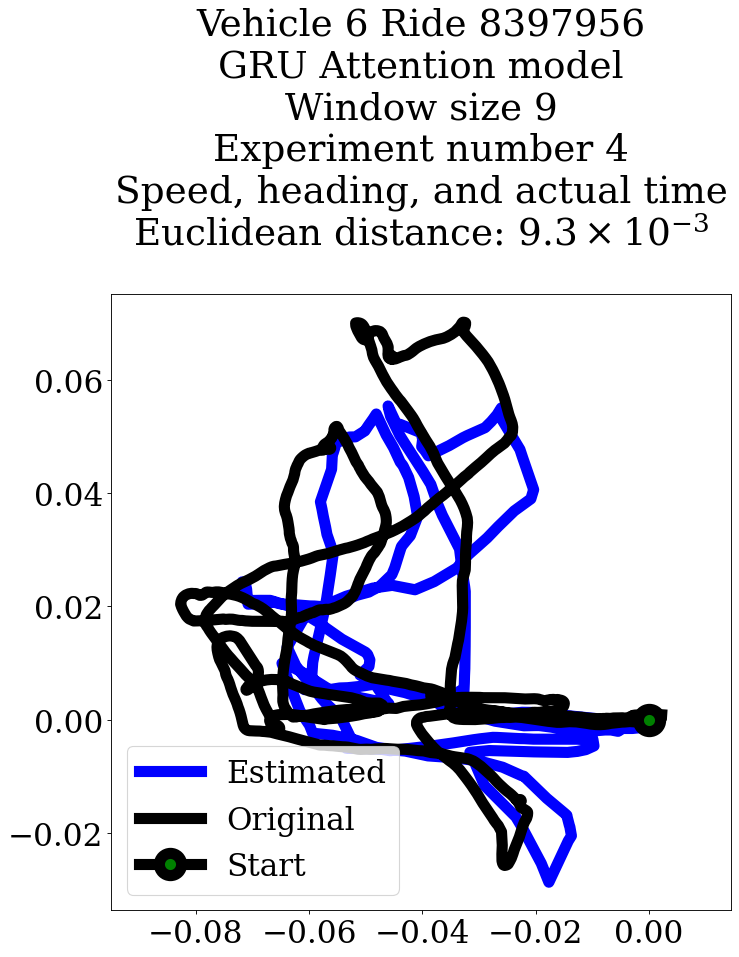 Vehicle 6 Ride 8397956
GRU Attention model
Window size 9
Experiment number 4
Speed, heading, and actual time
Euclidean distance: 9.3 × 10⁻³
0.06
0.04
0.02
0.00
−0.02
Estimated
Original
Start
−0.08 −0.06 −0.04 −0.02 0.00